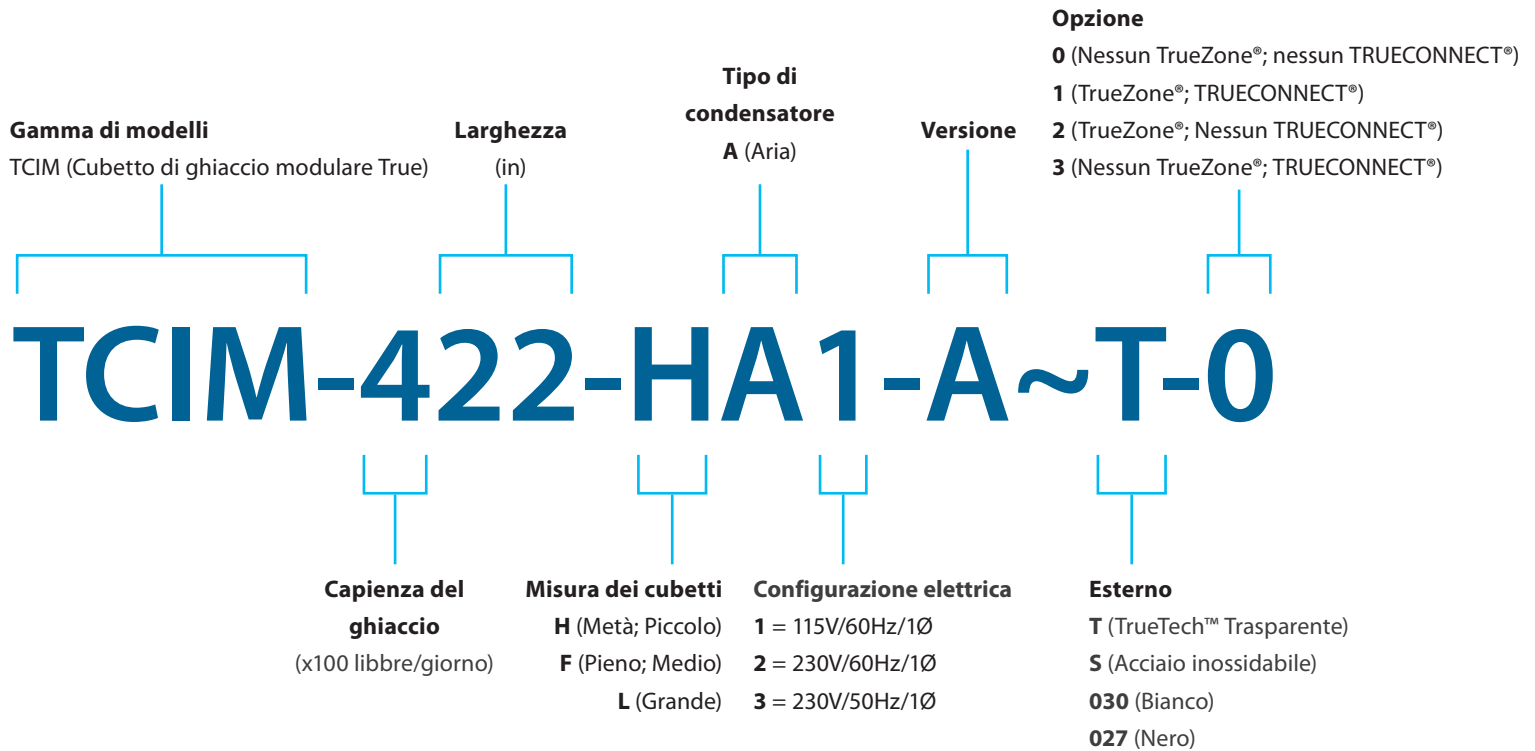 Gamma di modelli
TCIM (Cubetto di ghiaccio modulare True)
Larghezza
(in)
Tipo di
condensatore
A (Aria)
Versione
Opzione
0 (Nessun TrueZone®; nessun TRUECONNECT®)
1 (TrueZone®; TRUECONNECT®)
2 (TrueZone®; Nessun TRUECONNECT®)
3 (Nessun TrueZone®; TRUECONNECT®)
TCIM-422-HA1-A~T-0
Capienza del
ghiaccio
(x100 libbre/giorno)
Misura dei cubetti
H (Metà; Piccolo)
F (Pieno; Medio)
L (Grande)
Configurazione elettrica
1 = 115V/60Hz/1Ø
2 = 230V/60Hz/1Ø
3 = 230V/50Hz/1Ø
Esterno
T (TrueTech™ Trasparente)
S (Acciaio inossidabile)
030 (Bianco)
027 (Nero)